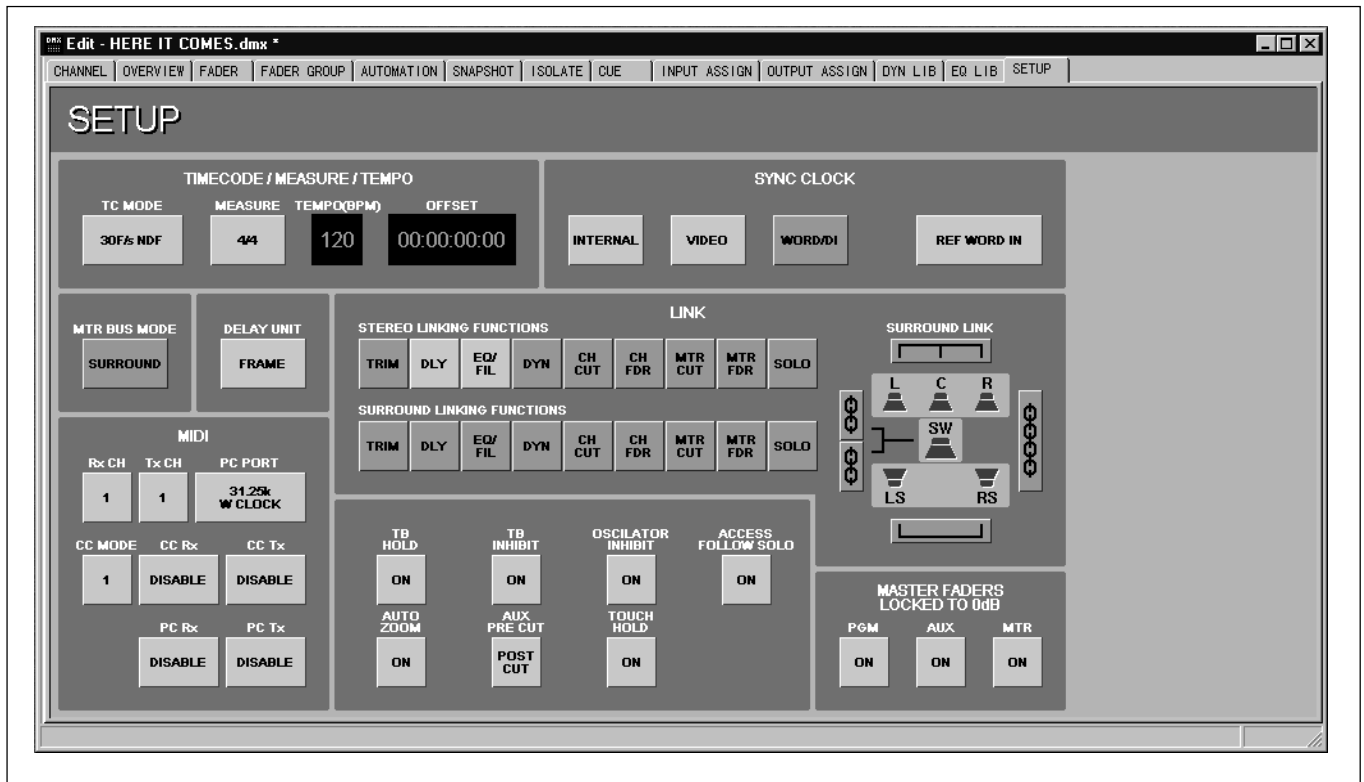 DMX Edit - HERE IT COMES.dmx *
CHANNEL OVERVIEW FADER FADER GROUP AUTOMATION SNAPSHOT ISOLATE CUE INPUT ASSIGN OUTPUT ASSIGN DYN LIB EQ LIB SETUP
SETUP
TIMECODE / MEASURE / TEMPO
TC MODE MEASURE TEMPO(BPM) OFFSET
30F/s NDF 4/4 120 00:00:00:00
SYNC CLOCK
INTERNAL VIDEO WORD/DI REF WORD IN
MTR BUS MODE
SURROUND
DELAY UNIT
FRAME
LINK
STEREO LINKING FUNCTIONS
TRIM DLY EQ/ FIL DYN CH CUT CH FDR MTR CUT MTR FDR SOLO
SURROUND LINKING FUNCTIONS
TRIM DLY EQ/ FIL DYN CH CUT CH FDR MTR CUT MTR FDR SOLO
SURROUND LINK
L C R
SW
LS RS
MIDI
Rx CH Tx CH PC PORT
1 1 31.25k
W CLOCK
CC MODE CC Rx CC Tx
1 DISABLE DISABLE
PC Rx PC Tx
DISABLE DISABLE
TB HOLD TB INHIBIT OSCILATOR INHIBIT ACCESS FOLLOW SOLO
ON ON ON ON
AUTO ZOOM AUX PRE CUT TOUCH HOLD
ON POST CUT ON
MASTER FADERS
LOCKED TO 0dB
PGM AUX MTR
ON ON ON